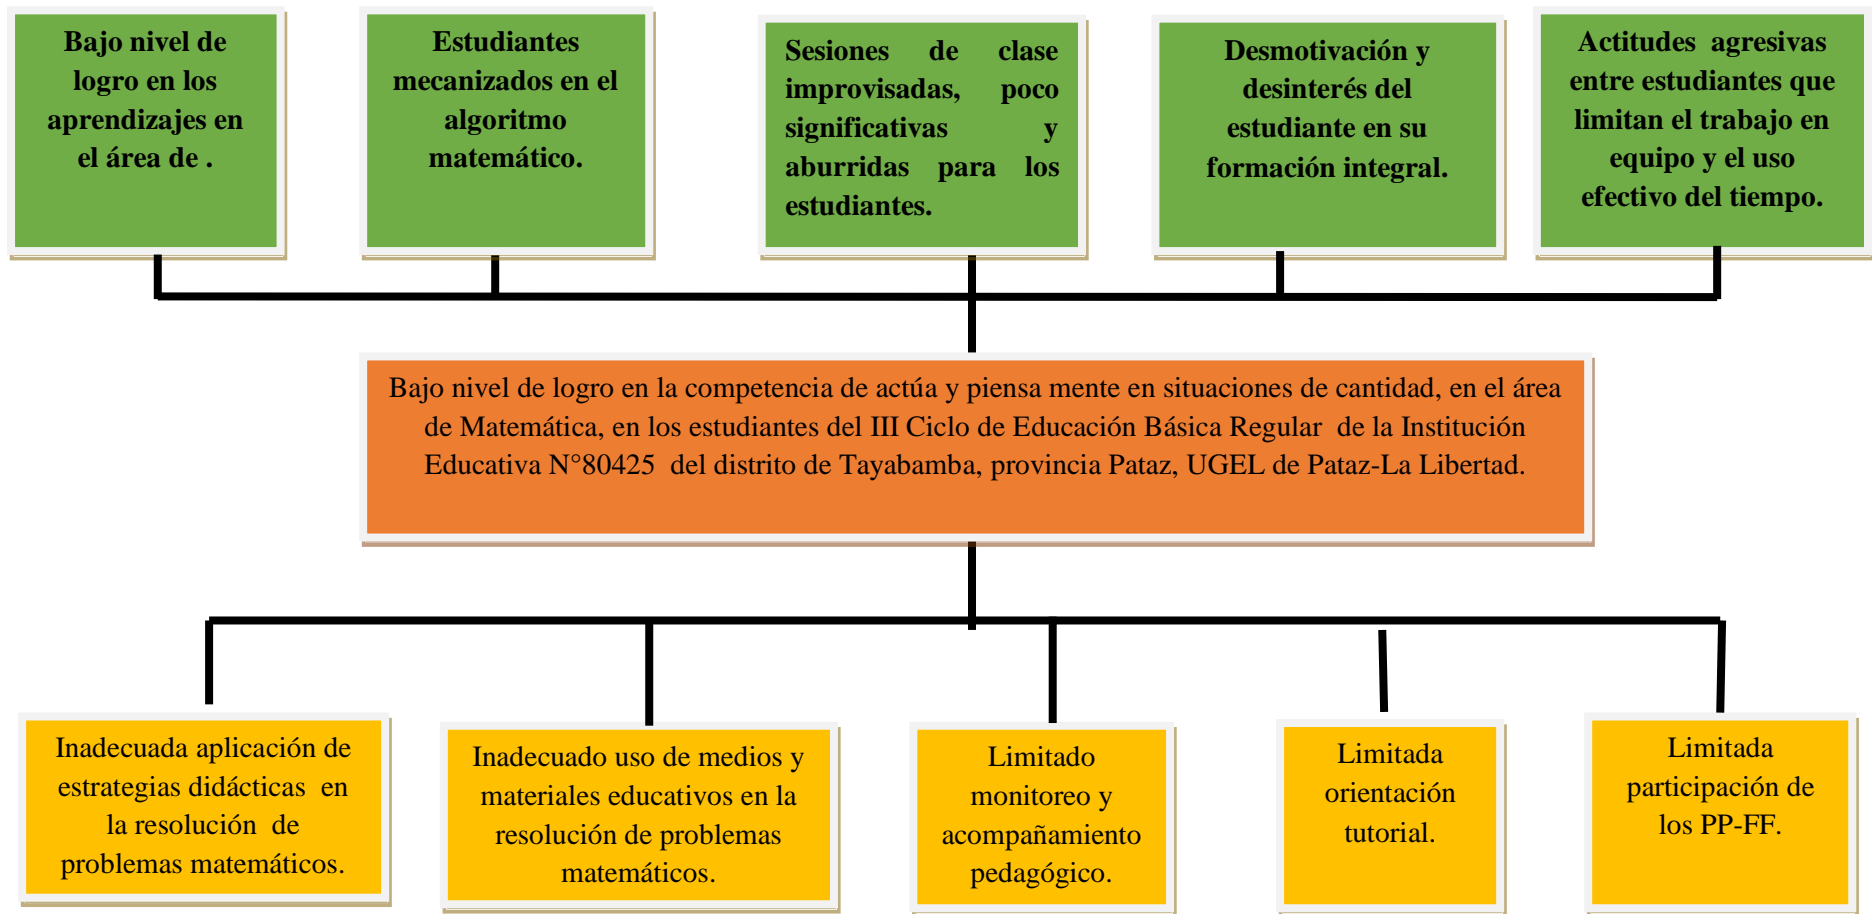 Bajo nivel de
logro en los
aprendizajes en
el área de .
Estudiantes
mecanizados en el
algoritmo
matemático.
Sesiones de clase
improvisadas, poco
significativas y
aburridas para los
estudiantes.
Desmotivación y
desinterés del
estudiante en su
formación integral.
Actitudes agresivas
entre estudiantes que
limitan el trabajo en
equipo y el uso
efectivo del tiempo.
Bajo nivel de logro en la competencia de actúa y piensa mente en situaciones de cantidad, en el área
de Matemática, en los estudiantes del III Ciclo de Educación Básica Regular de la Institución
Educativa N°80425 del distrito de Tayabamba, provincia Pataz, UGEL de Pataz-La Libertad.
Inadecuada aplicación de
estrategias didácticas en
la resolución de
problemas matemáticos.
Inadecuado uso de medios y
materiales educativos en la
resolución de problemas
matemáticos.
Limitado
monitoreo y
acompañamiento
pedagógico.
Limitada
orientación
tutorial.
Limitada
participación de
los PP-FF.